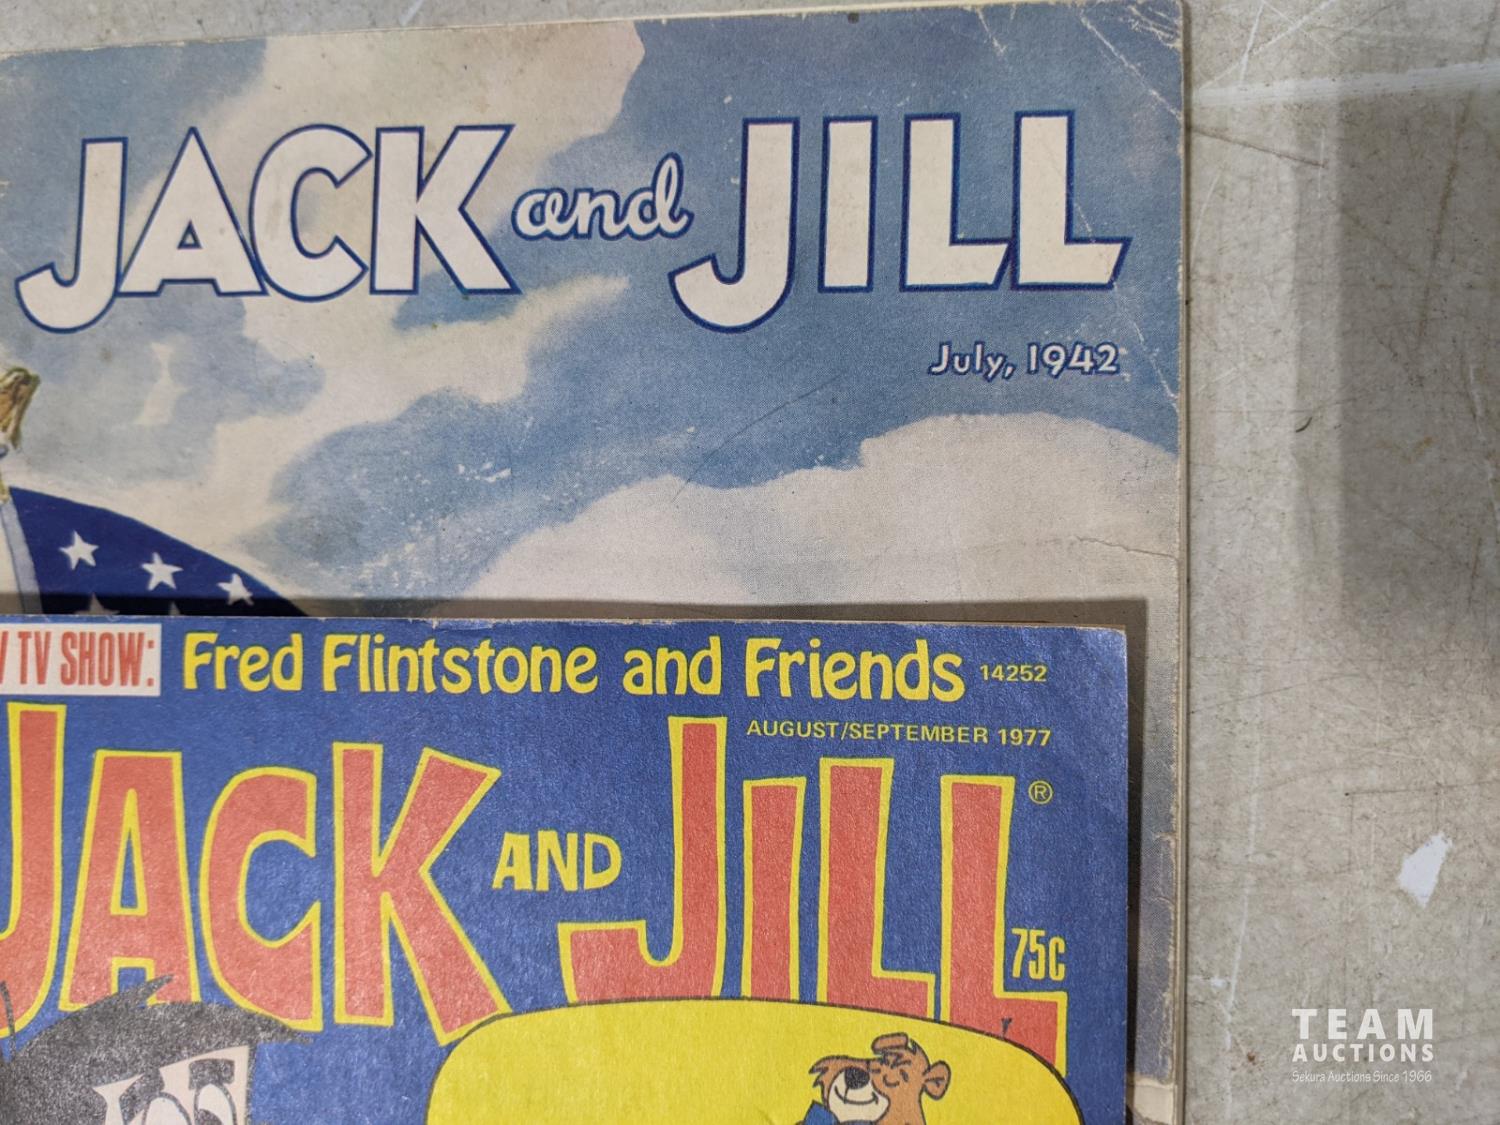 JACK and JILL
July, 1942
TV SHOW: Fred Flintstone and Friends 14252
AUGUST/SEPTEMBER 1977
JACK AND JILL ®
75¢
TEAM
AUCTIONS
Sekura Auctions Since 1966